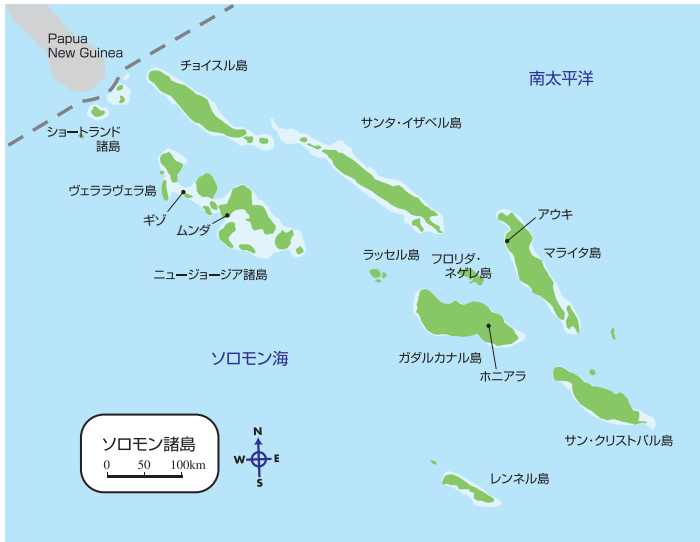 Papua
New Guinea
チョイスル島
南太平洋
サンタ・イザベル島
ショートランド
諸島
ヴェララヴェラ島
ギゾ
ムンダ
ニュージョージア諸島
アウキ
マライタ島
ラッセル島
フロリダ・
ネゲレ島
ソロモン海
ガダルカナル島
ホニアラ
サン・クリストバル島
レンネル島
ソロモン諸島
0 50 100km
N
W E
S